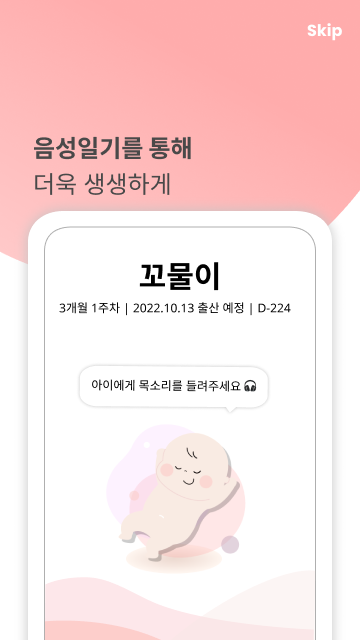 Skip
음성일기를 통해
더욱 생생하게
꼬물이
3개월 1주차 | 2022.10.13 출산 예정 | D-224
아이에게 목소리를 들려주세요 🎧